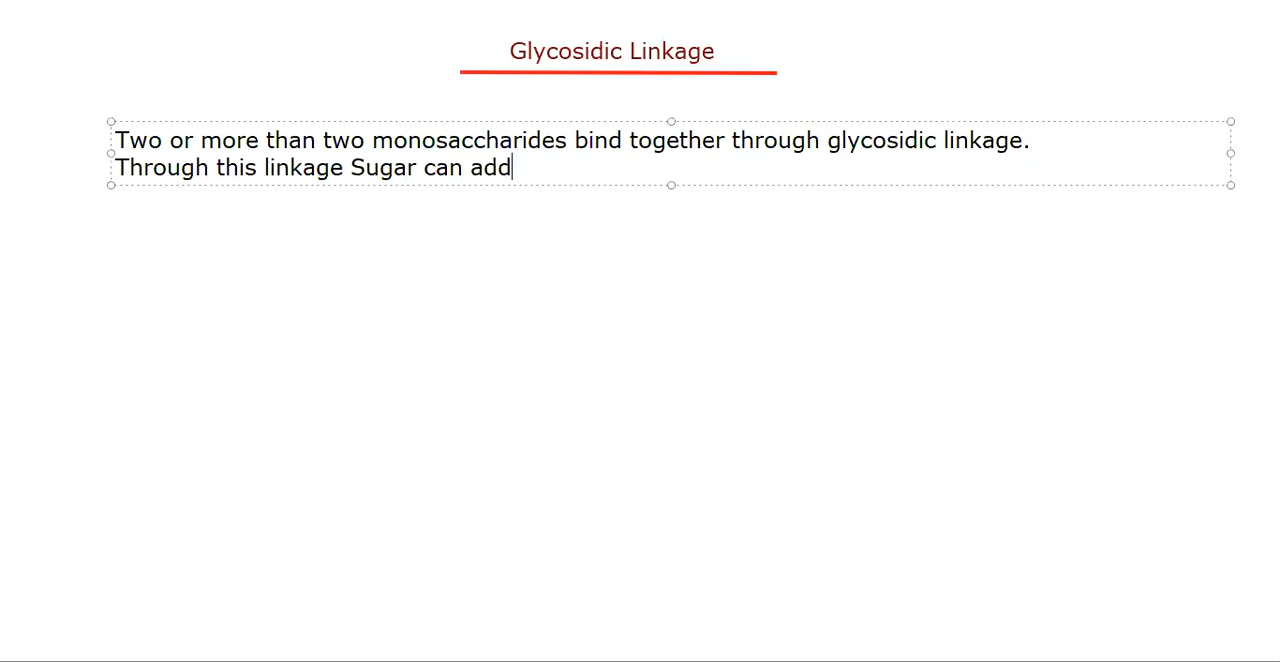 Glycosidic Linkage
Two or more than two monosaccharides bind together through glycosidic linkage.
Through this linkage Sugar can add